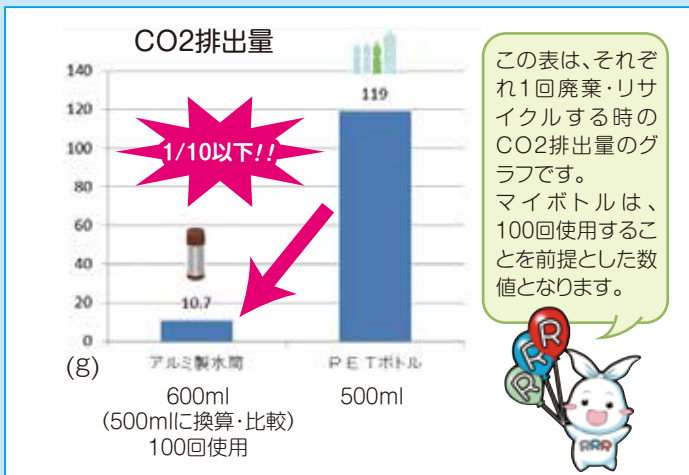 CO2排出量
140
120
100
80
60
40
20
0
(g)
1/10以下!!
10.7
119
アルミ製水筒
PETボトル
600ml
(500mlに換算・比較)
100回使用
500ml
この表は、それぞ
れ1回廃棄・リサ
イクルする時の
CO2排出量のグ
ラフです。
マイボトルは、
100回使用するこ
とを前提とした数
値となります。
R
R
R
RRR